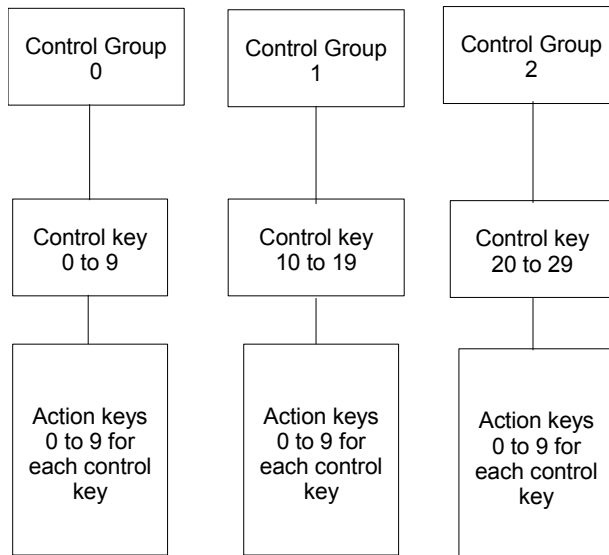 Control Group
0
Control Group
1
Control Group
2
Control key
0 to 9
Control key
10 to 19
Control key
20 to 29
Action keys
0 to 9 for
each control
key
Action keys
0 to 9 for
each control
key
Action keys
0 to 9 for
each control
key